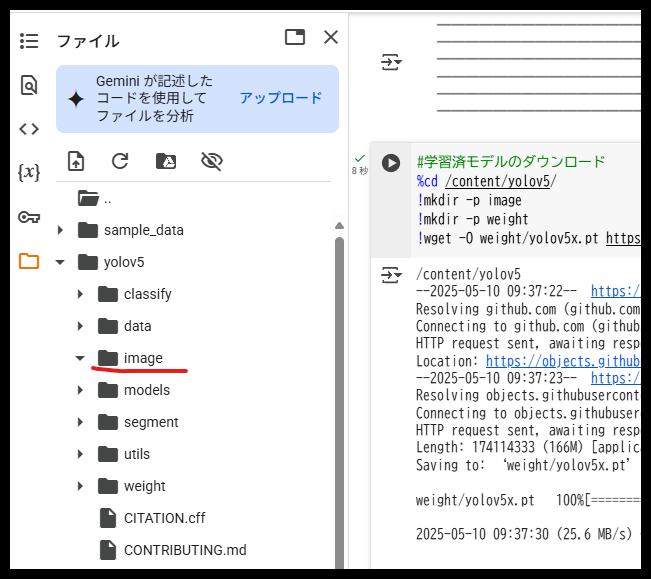 ファイル
Gemini が記述した
コードを使用して
ファイルを分析
アップロード
{x}
..
sample_data
yolov5
classify
data
image
models
segment
utils
weight
CITATION.cff
CONTRIBUTING.md
8 秒
#学習済モデルのダウンロード
%cd /content/yolov5/
!mkdir -p image
!mkdir -p weight
!wget -O weight/yolov5x.pt https
/content/yolov5
--2025-05-10 09:37:22-- https:/
Resolving github.com (github.com
Connecting to github.com (github
HTTP request sent, awaiting resp
Location: https://objects.github
--2025-05-10 09:37:23-- https:/
Resolving objects.githubusercont
Connecting to objects.githubuser
HTTP request sent, awaiting resp
Length: 174114333 (166M) [applic
Saving to: ‘weight/yolov5x.pt’
weight/yolov5x.pt 100%[=========
2025-05-10 09:37:30 (25.6 MB/s)